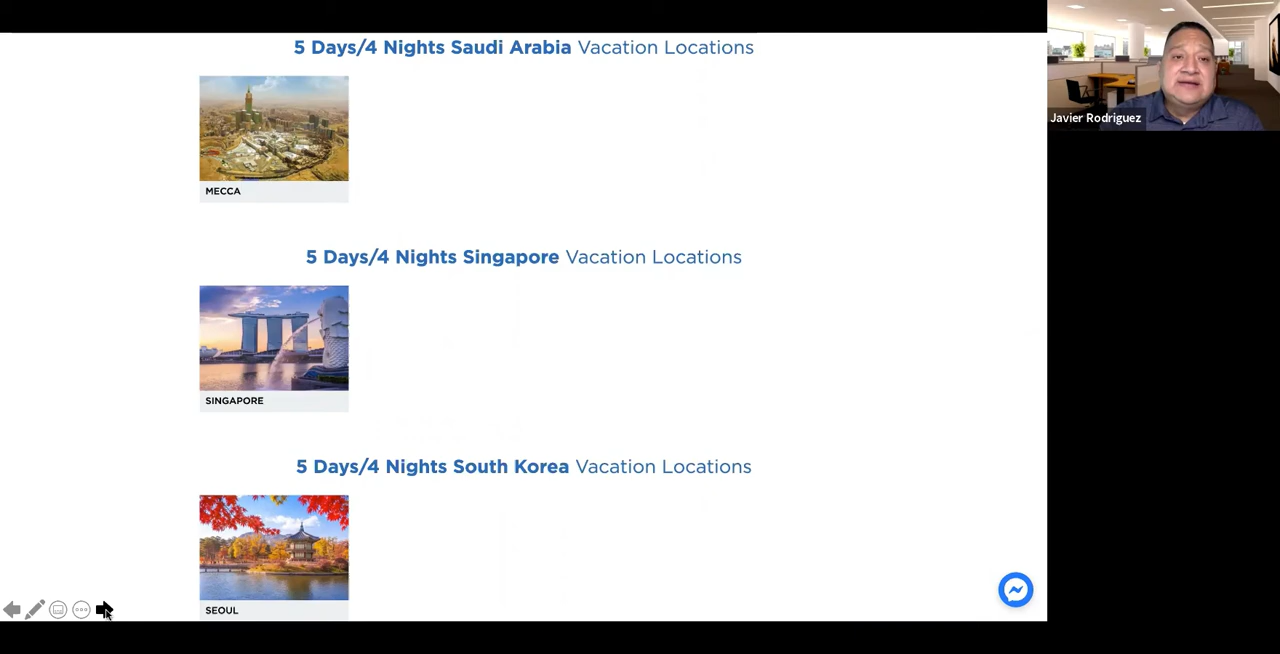 5 Days/4 Nights Saudi Arabia Vacation Locations
Javier Rodriguez
MECCA
5 Days/4 Nights Singapore Vacation Locations
SINGAPORE
5 Days/4 Nights South Korea Vacation Locations
SEOUL